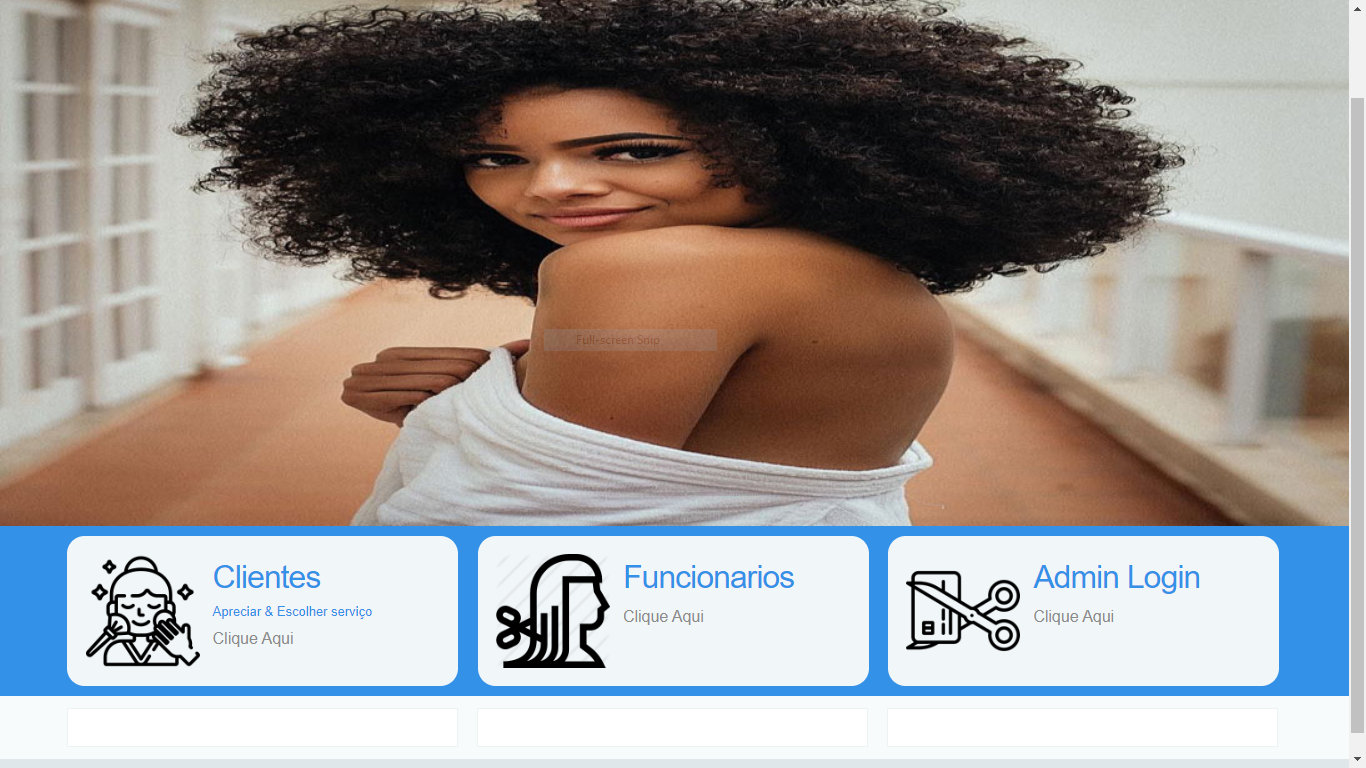 Full-screen Snip
Clientes
Apreciar & Escolher serviço
Clique Aqui
Funcionarios
Clique Aqui
Admin Login
Clique Aqui